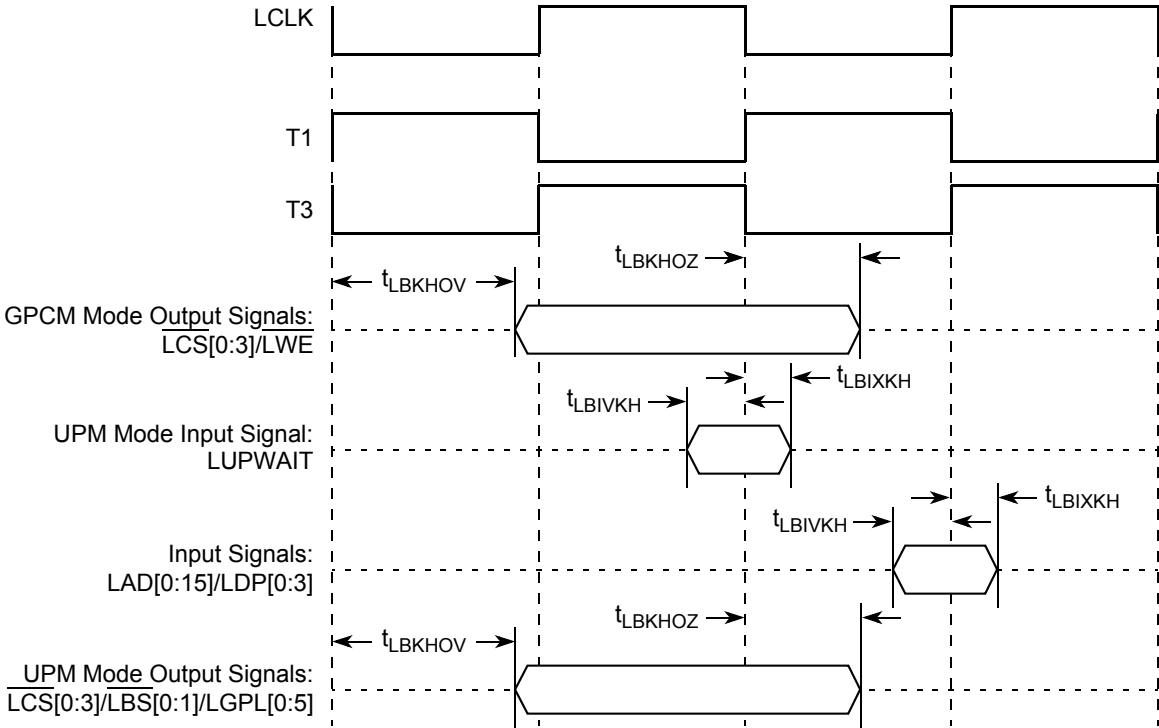 LCLK
T1
T3
tLBKHOZ
tLBKHOV
GPCM Mode Output Signals:
LCS[0:3]/LWE
tLBIXKH
tLBIVKH
UPM Mode Input Signal:
LUPWAIT
tLBIXKH
tLBIVKH
Input Signals:
LAD[0:15]/LDP[0:3]
tLBKHOZ
tLBKHOV
UPM Mode Output Signals:
LCS[0:3]/LBS[0:1]/LGPL[0:5]